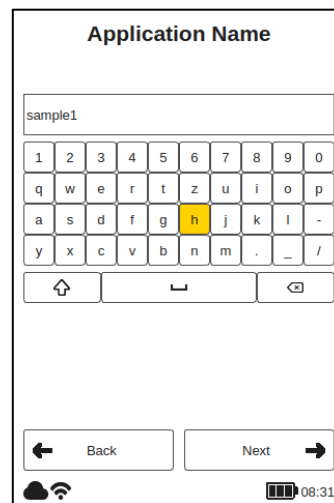 Application Name
sample1
1 2 3 4 5 6 7 8 9 0
q w e r t z u i o p
a s d f g h j k l -
y x c v b n m . _ /
Back Next
08:31